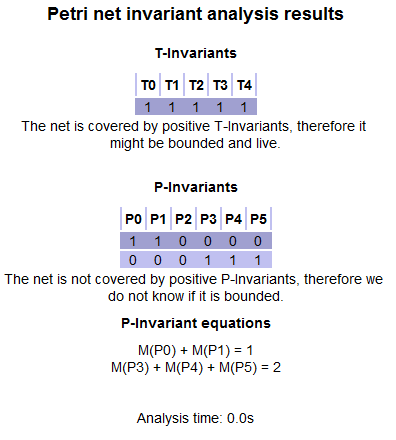 Petri net invariant analysis results
T-Invariants
T0 T1 T2 T3 T4
1 1 1 1 1
The net is covered by positive T-Invariants, therefore it
might be bounded and live.
P-Invariants
P0 P1 P2 P3 P4 P5
1 1 0 0 0 0
0 0 0 1 1 1
The net is not covered by positive P-Invariants, therefore we
do not know if it is bounded.
P-Invariant equations
M(P0) + M(P1) = 1
M(P3) + M(P4) + M(P5) = 2
Analysis time: 0.0s